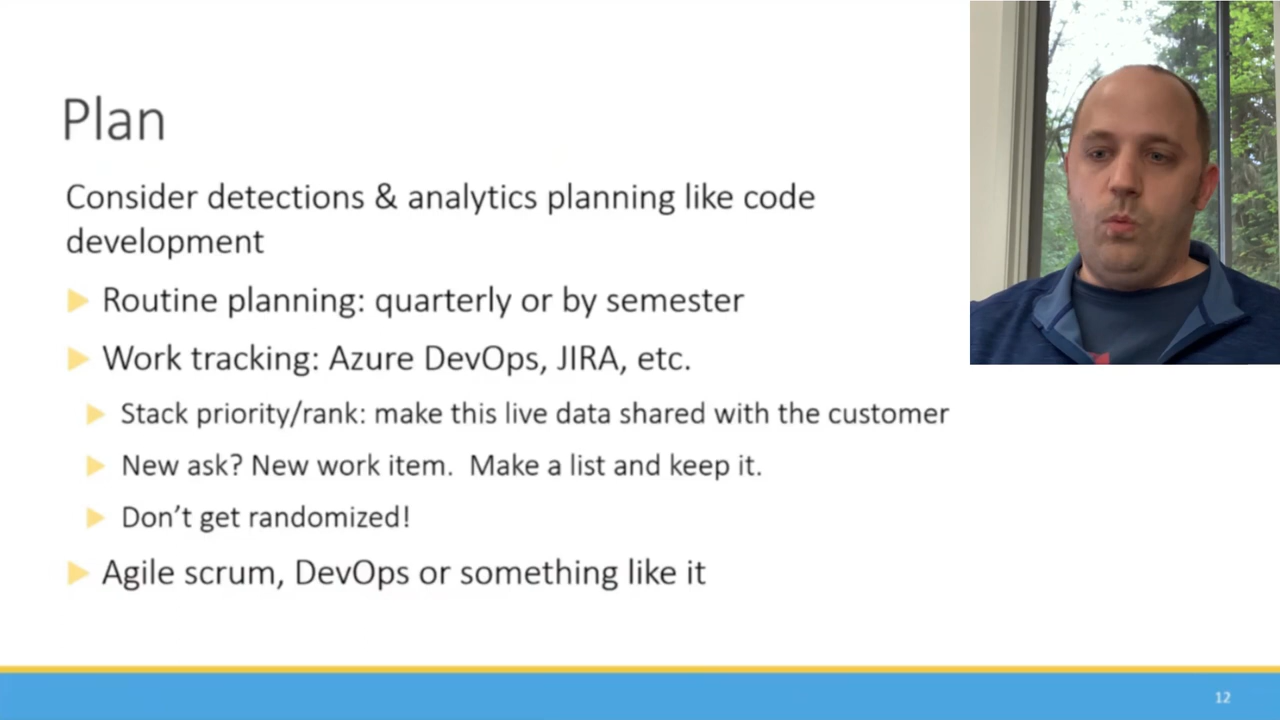 Plan
Consider detections & analytics planning like code
development
Routine planning: quarterly or by semester
Work tracking: Azure DevOps, JIRA, etc.
Stack priority/rank: make this live data shared with the customer
New ask? New work item.  Make a list and keep it.
Don’t get randomized!
Agile scrum, DevOps or something like it
12